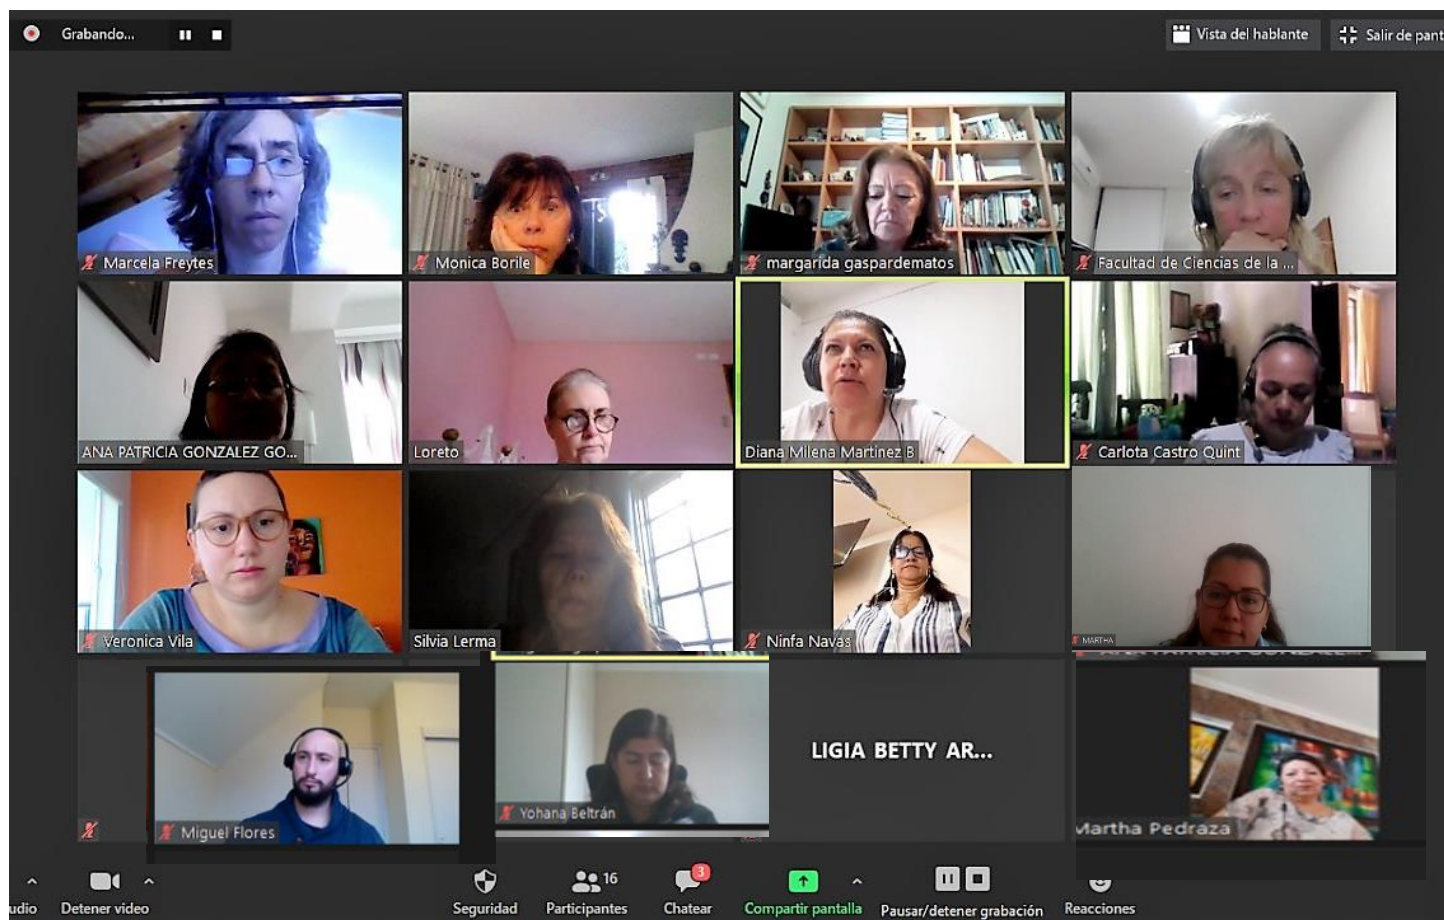 Grabando...
Vista del hablante
Salir de pant
Marcela Freytes
Monica Borile
margarida gaspardematos
Facultad de Ciencias de la ...
ANA PATRICIA GONZALEZ GO...
Loreto
Diana Milena Martinez B
Carlota Castro Quint
Veronica Vila
Silvia Lerma
Ninfa Navas
MARTHA
Miguel Flores
Yohana Beltrán
LIGIA BETTY AR...
Martha Pedraza
udio
Detener video
Seguridad
16
Participantes
3
Chatear
Compartir pantalla
Pausar/detener grabación
Reacciones